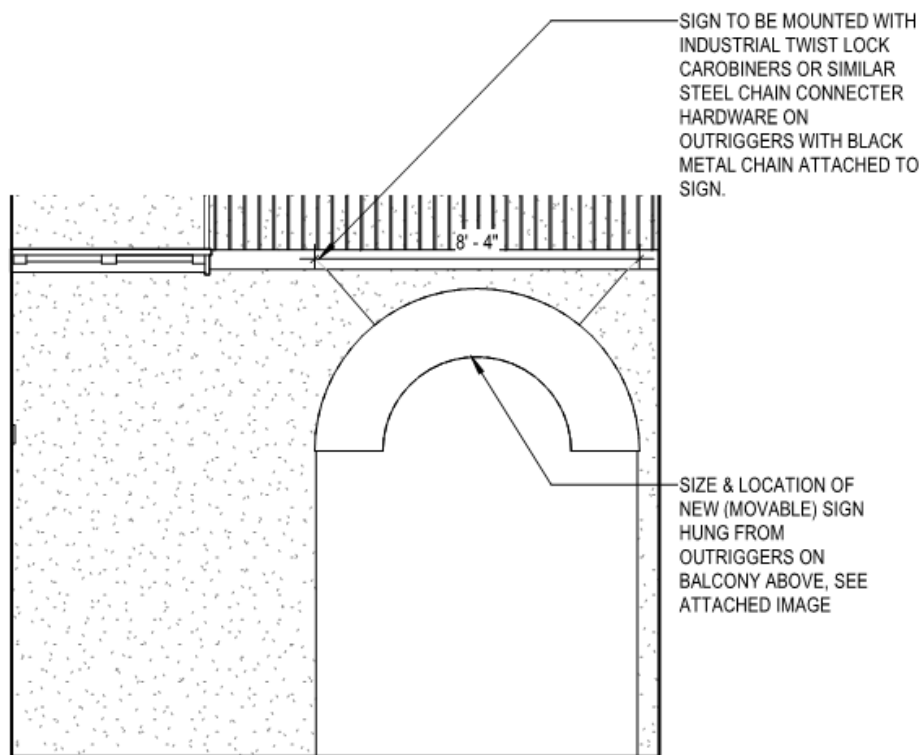 SIGN TO BE MOUNTED WITH
INDUSTRIAL TWIST LOCK
CAROBINERS OR SIMILAR
STEEL CHAIN CONNECTER
HARDWARE ON
OUTRIGGERS WITH BLACK
METAL CHAIN ATTACHED TO
SIGN.
8' - 4"
SIZE & LOCATION OF
NEW (MOVABLE) SIGN
HUNG FROM
OUTRIGGERS ON
BALCONY ABOVE, SEE
ATTACHED IMAGE